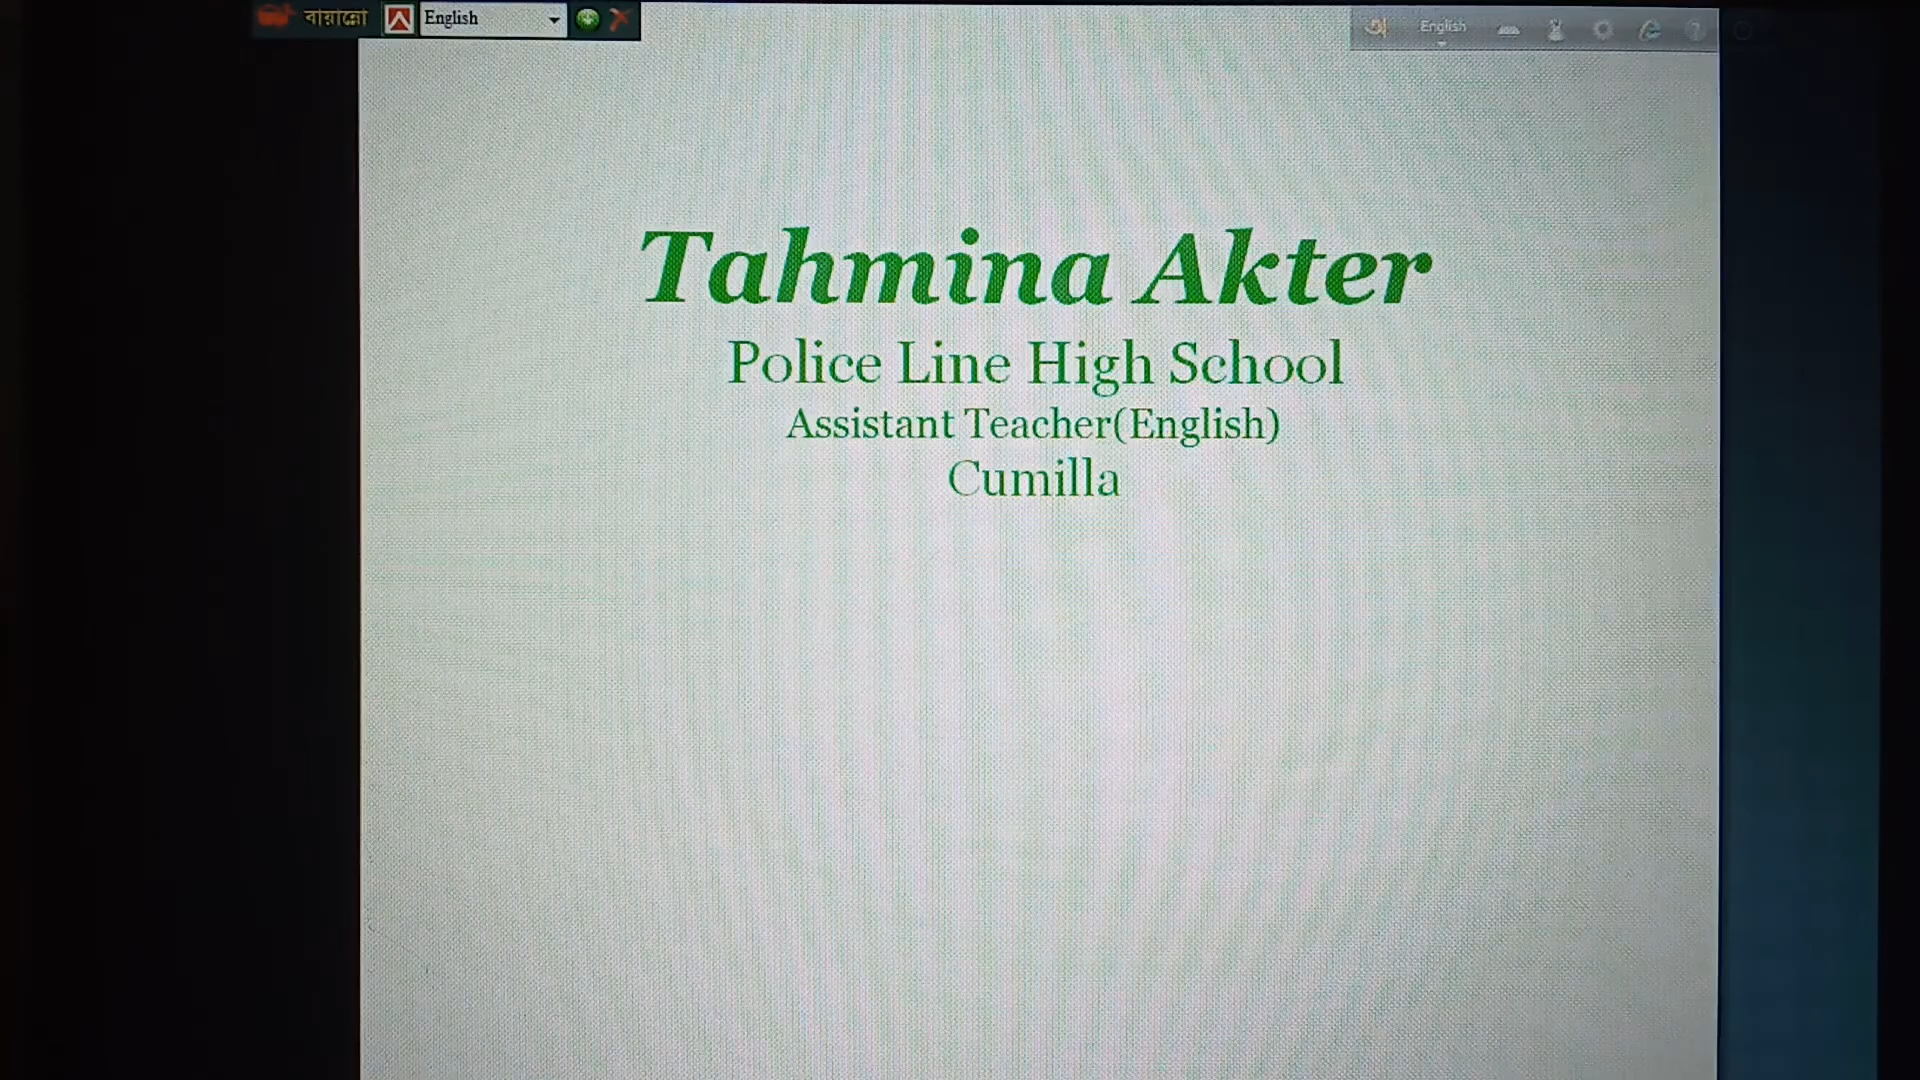 বায়ান্নো English
English
Tahmina Akter
Police Line High School
Assistant Teacher(English)
Cumilla